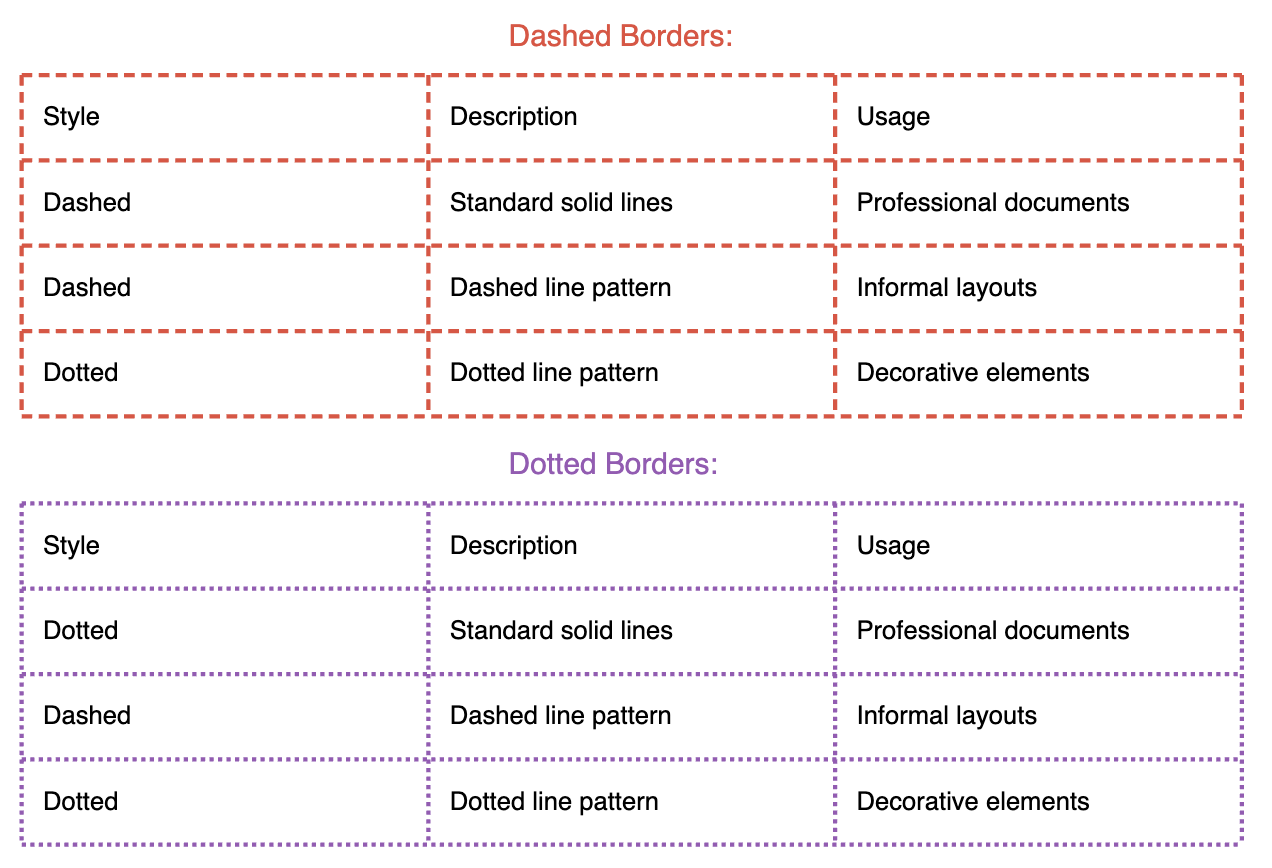 Dashed Borders:
Style Description Usage
Dashed Standard solid lines Professional documents
Dashed Dashed line pattern Informal layouts
Dotted Dotted line pattern Decorative elements
Dotted Borders:
Style Description Usage
Dotted Standard solid lines Professional documents
Dashed Dashed line pattern Informal layouts
Dotted Dotted line pattern Decorative elements